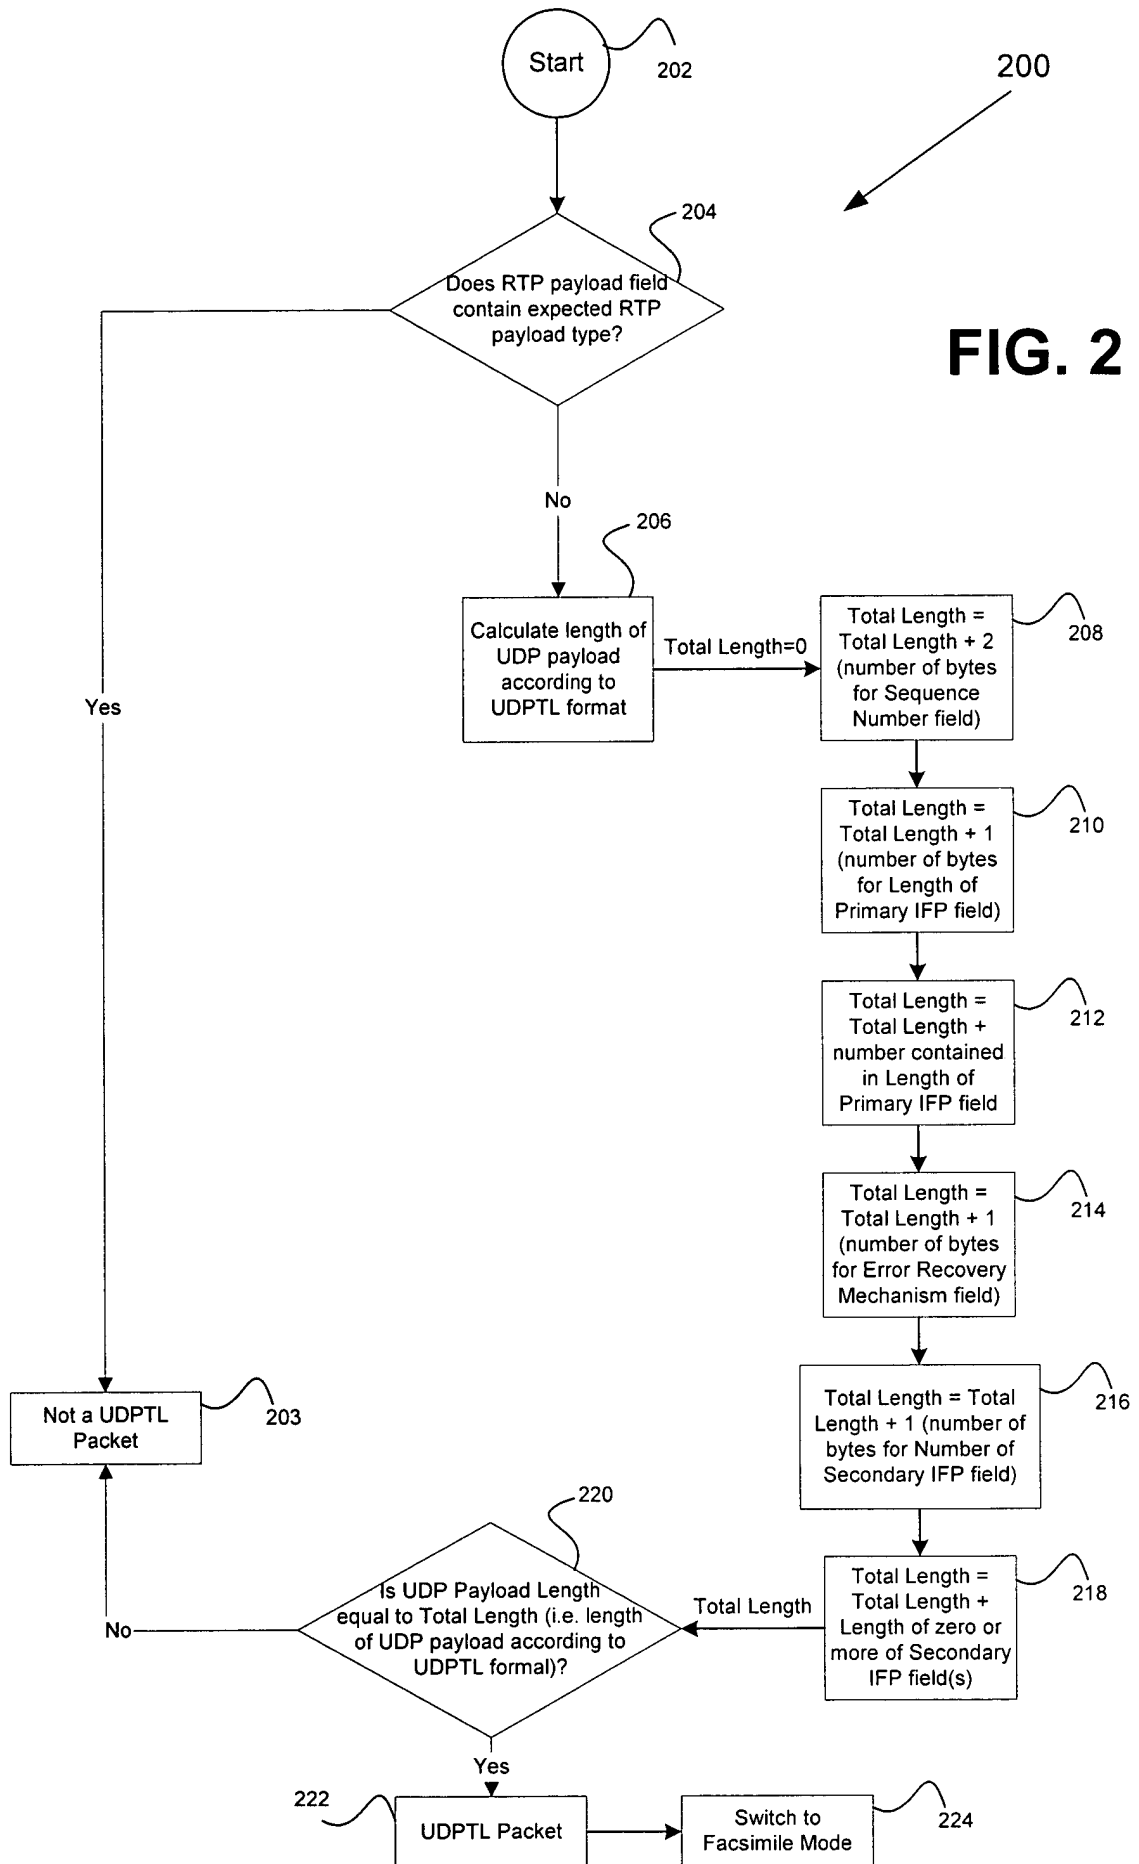 Start
202
200
204
Does RTP payload field
contain expected RTP
payload type?
FIG. 2
No
206
Calculate length of
UDP payload
according to
UDPTL format
Total Length=0
Total Length =
Total Length + 2
(number of bytes
for Sequence
Number field)
208
Yes
Total Length =
Total Length + 1
(number of bytes
for Length of
Primary IFP field)
210
Total Length =
Total Length +
number contained
in Length of
Primary IFP field
212
Total Length =
Total Length + 1
(number of bytes
for Error Recovery
Mechanism field)
214
Total Length = Total
Length + 1 (number of
bytes for Number of
Secondary IFP field)
216
Not a UDPTL
Packet
203
220
Is UDP Payload Length
equal to Total Length (i.e. length
of UDP payload according to
UDPTL formal)?
Total Length
Total Length =
Total Length +
Length of zero or
more of Secondary
IFP field(s)
218
No
Yes
222
UDPTL Packet
Switch to
Facsimile Mode
224